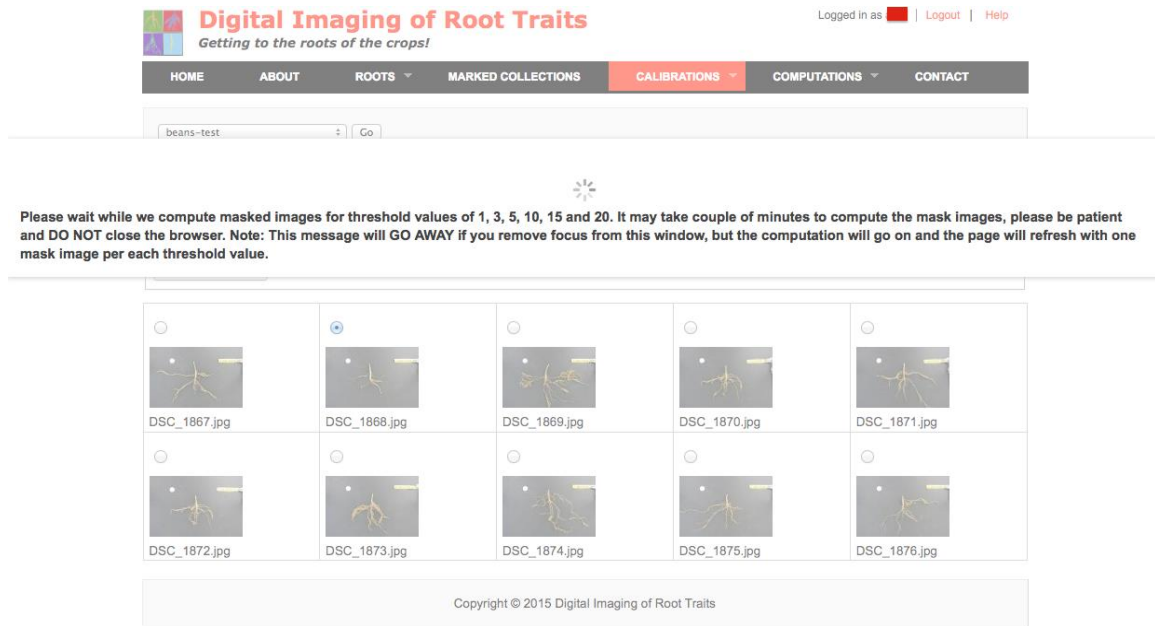 Digital Imaging of Root Traits
Getting to the roots of the crops!
Logged in as | Logout | Help
HOME ABOUT ROOTS MARKED COLLECTIONS CALIBRATIONS COMPUTATIONS CONTACT
beans-test Go
Please wait while we compute masked images for threshold values of 1, 3, 5, 10, 15 and 20. It may take couple of minutes to compute the mask images, please be patient
and DO NOT close the browser. Note: This message will GO AWAY if you remove focus from this window, but the computation will go on and the page will refresh with one
mask image per each threshold value.
DSC_1867.jpg DSC_1868.jpg DSC_1869.jpg DSC_1870.jpg DSC_1871.jpg
DSC_1872.jpg DSC_1873.jpg DSC_1874.jpg DSC_1875.jpg DSC_1876.jpg
Copyright © 2015 Digital Imaging of Root Traits